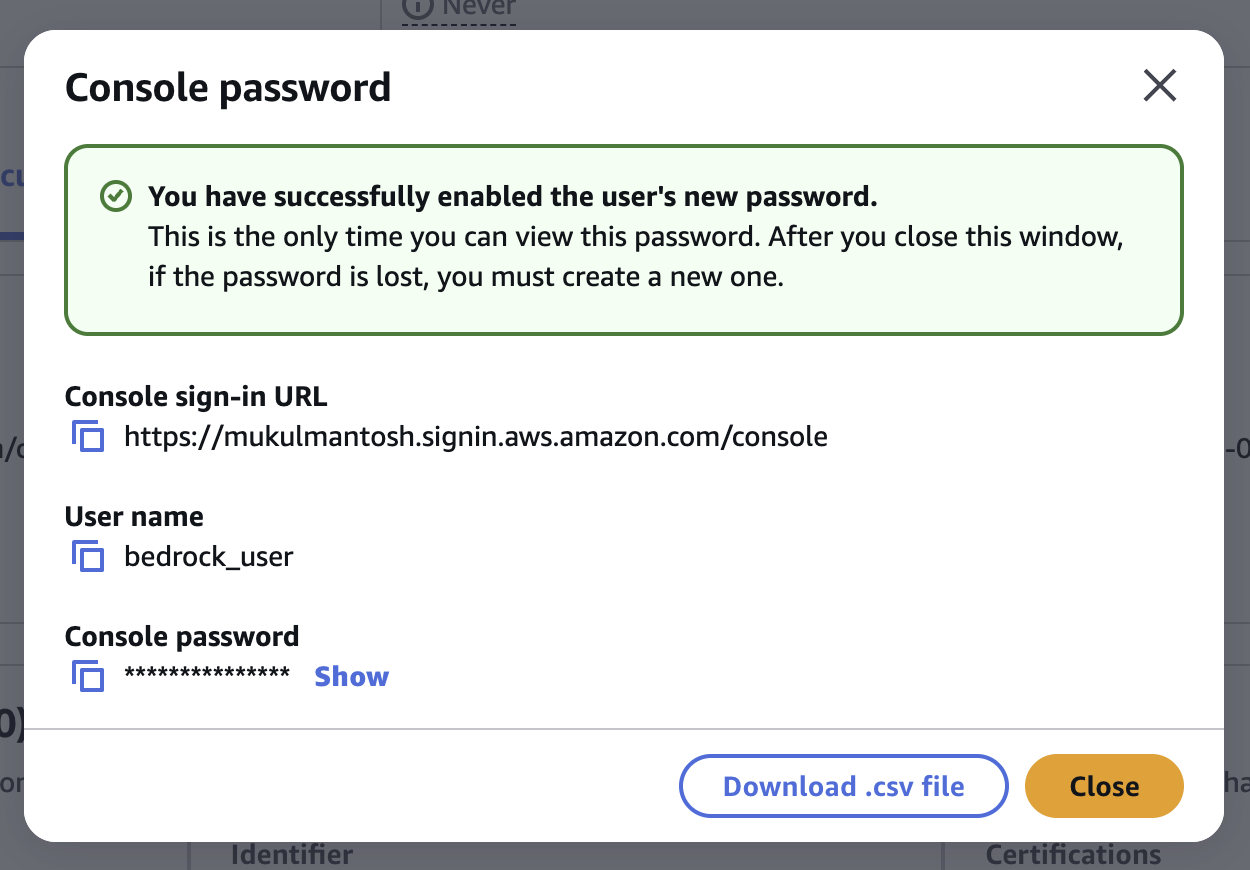 Never
Console password
You have successfully enabled the user's new password.
This is the only time you can view this password. After you close this window,
if the password is lost, you must create a new one.
Console sign-in URL
https://mukulmantosh.signin.aws.amazon.com/console
User name
bedrock_user
Console password
*************** Show
Download .csv file Close
Identifier Certifications